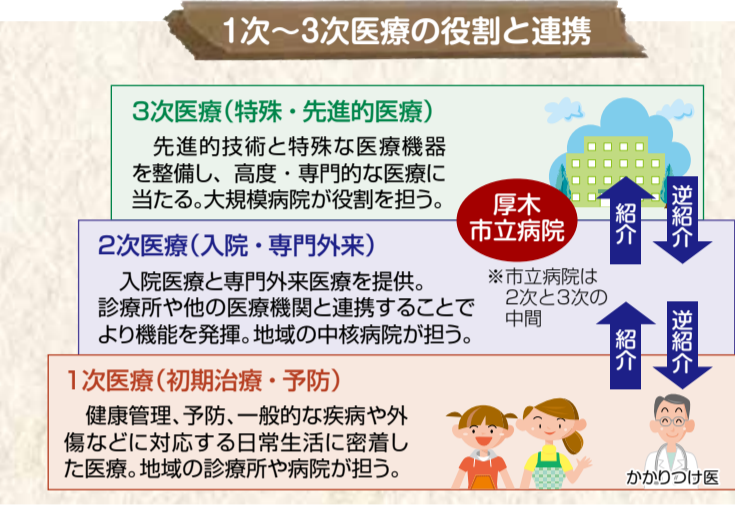 1次～3次医療の役割と連携
3次医療（特殊・先進的医療）
先進的技術と特殊な医療機器
を整備し、高度・専門的な医療に
当たる。大規模病院が役割を担う。
厚木
市立病院
紹介
逆紹介
2次医療（入院・専門外来）
入院医療と専門外来医療を提供。
診療所や他の医療機関と連携することで
より機能を発揮。地域の中核病院が担う。
※市立病院は
2次と3次の
中間
紹介
逆紹介
1次医療（初期治療・予防）
健康管理、予防、一般的な疾病や外
傷などに対応する日常生活に密着し
た医療。地域の診療所や病院が担う。
かかりつけ医